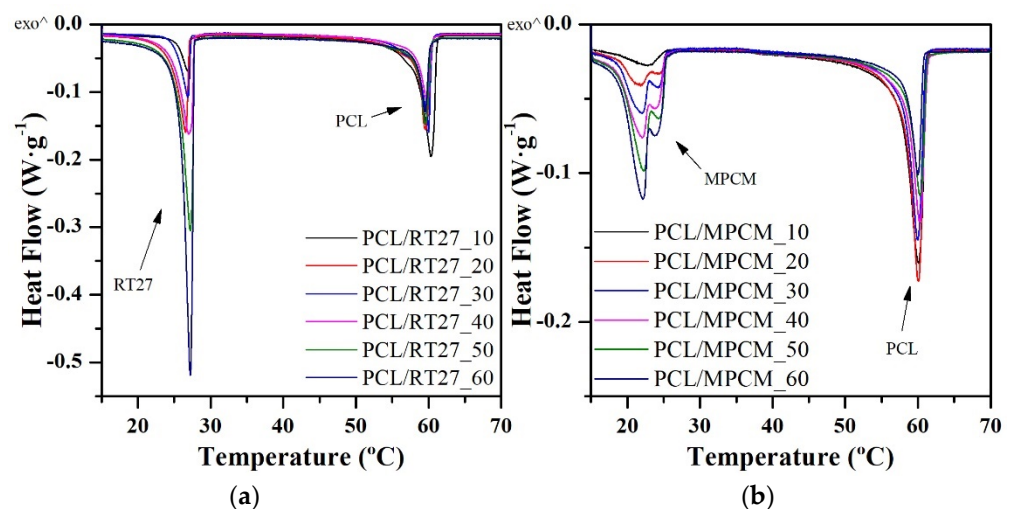 exo^
0.0
-0.1
-0.2
-0.3
-0.4
-0.5
Heat Flow (W·g-1)
RT27
PCL
PCL/RT27_10
PCL/RT27_20
PCL/RT27_30
PCL/RT27_40
PCL/RT27_50
PCL/RT27_60
20 30 40 50 60 70
Temperature (ºC)
(a)
exo^
0.0
-0.1
-0.2
Heat Flow (W·g-1)
MPCM
PCL
PCL/MPCM_10
PCL/MPCM_20
PCL/MPCM_30
PCL/MPCM_40
PCL/MPCM_50
PCL/MPCM_60
20 30 40 50 60 70
Temperature (ºC)
(b)